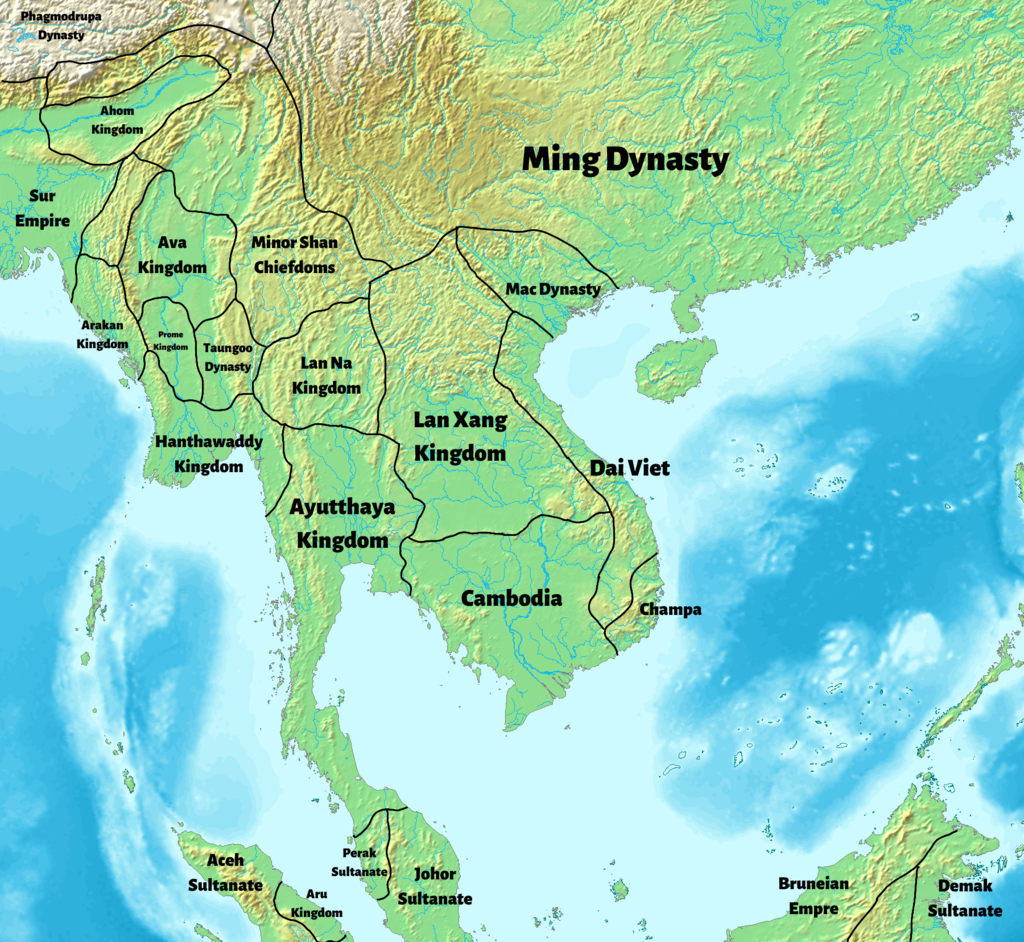 Phagmodrupa
Dynasty
Ahom
Kingdom
Ming Dynasty
Sur
Empire
Ava
Kingdom
Minor Shan
Chiefdoms
Mac Dynasty
Arakan
Kingdom
Prome
Kingdom
Taungoo
Dynasty
Lan Na
Kingdom
Lan Xang
Kingdom
Hanthawaddy
Kingdom
Dai Viet
Ayutthaya
Kingdom
Cambodia
Champa
Aceh
Sultanate
Perak
Sultanate
Aru
Kingdom
Johor
Sultanate
Bruneian
Empre
Demak
Sultanate